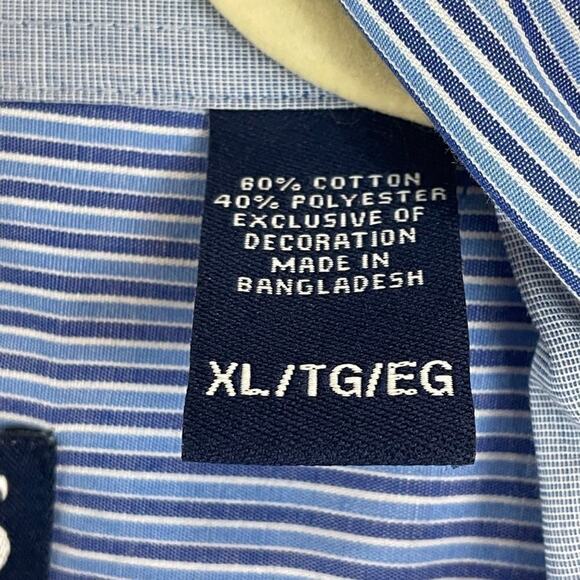 60% COTTON
40% POLYESTER
EXCLUSIVE OF
DECORATION
MADE IN
BANGLADESH
XL/TG/EG